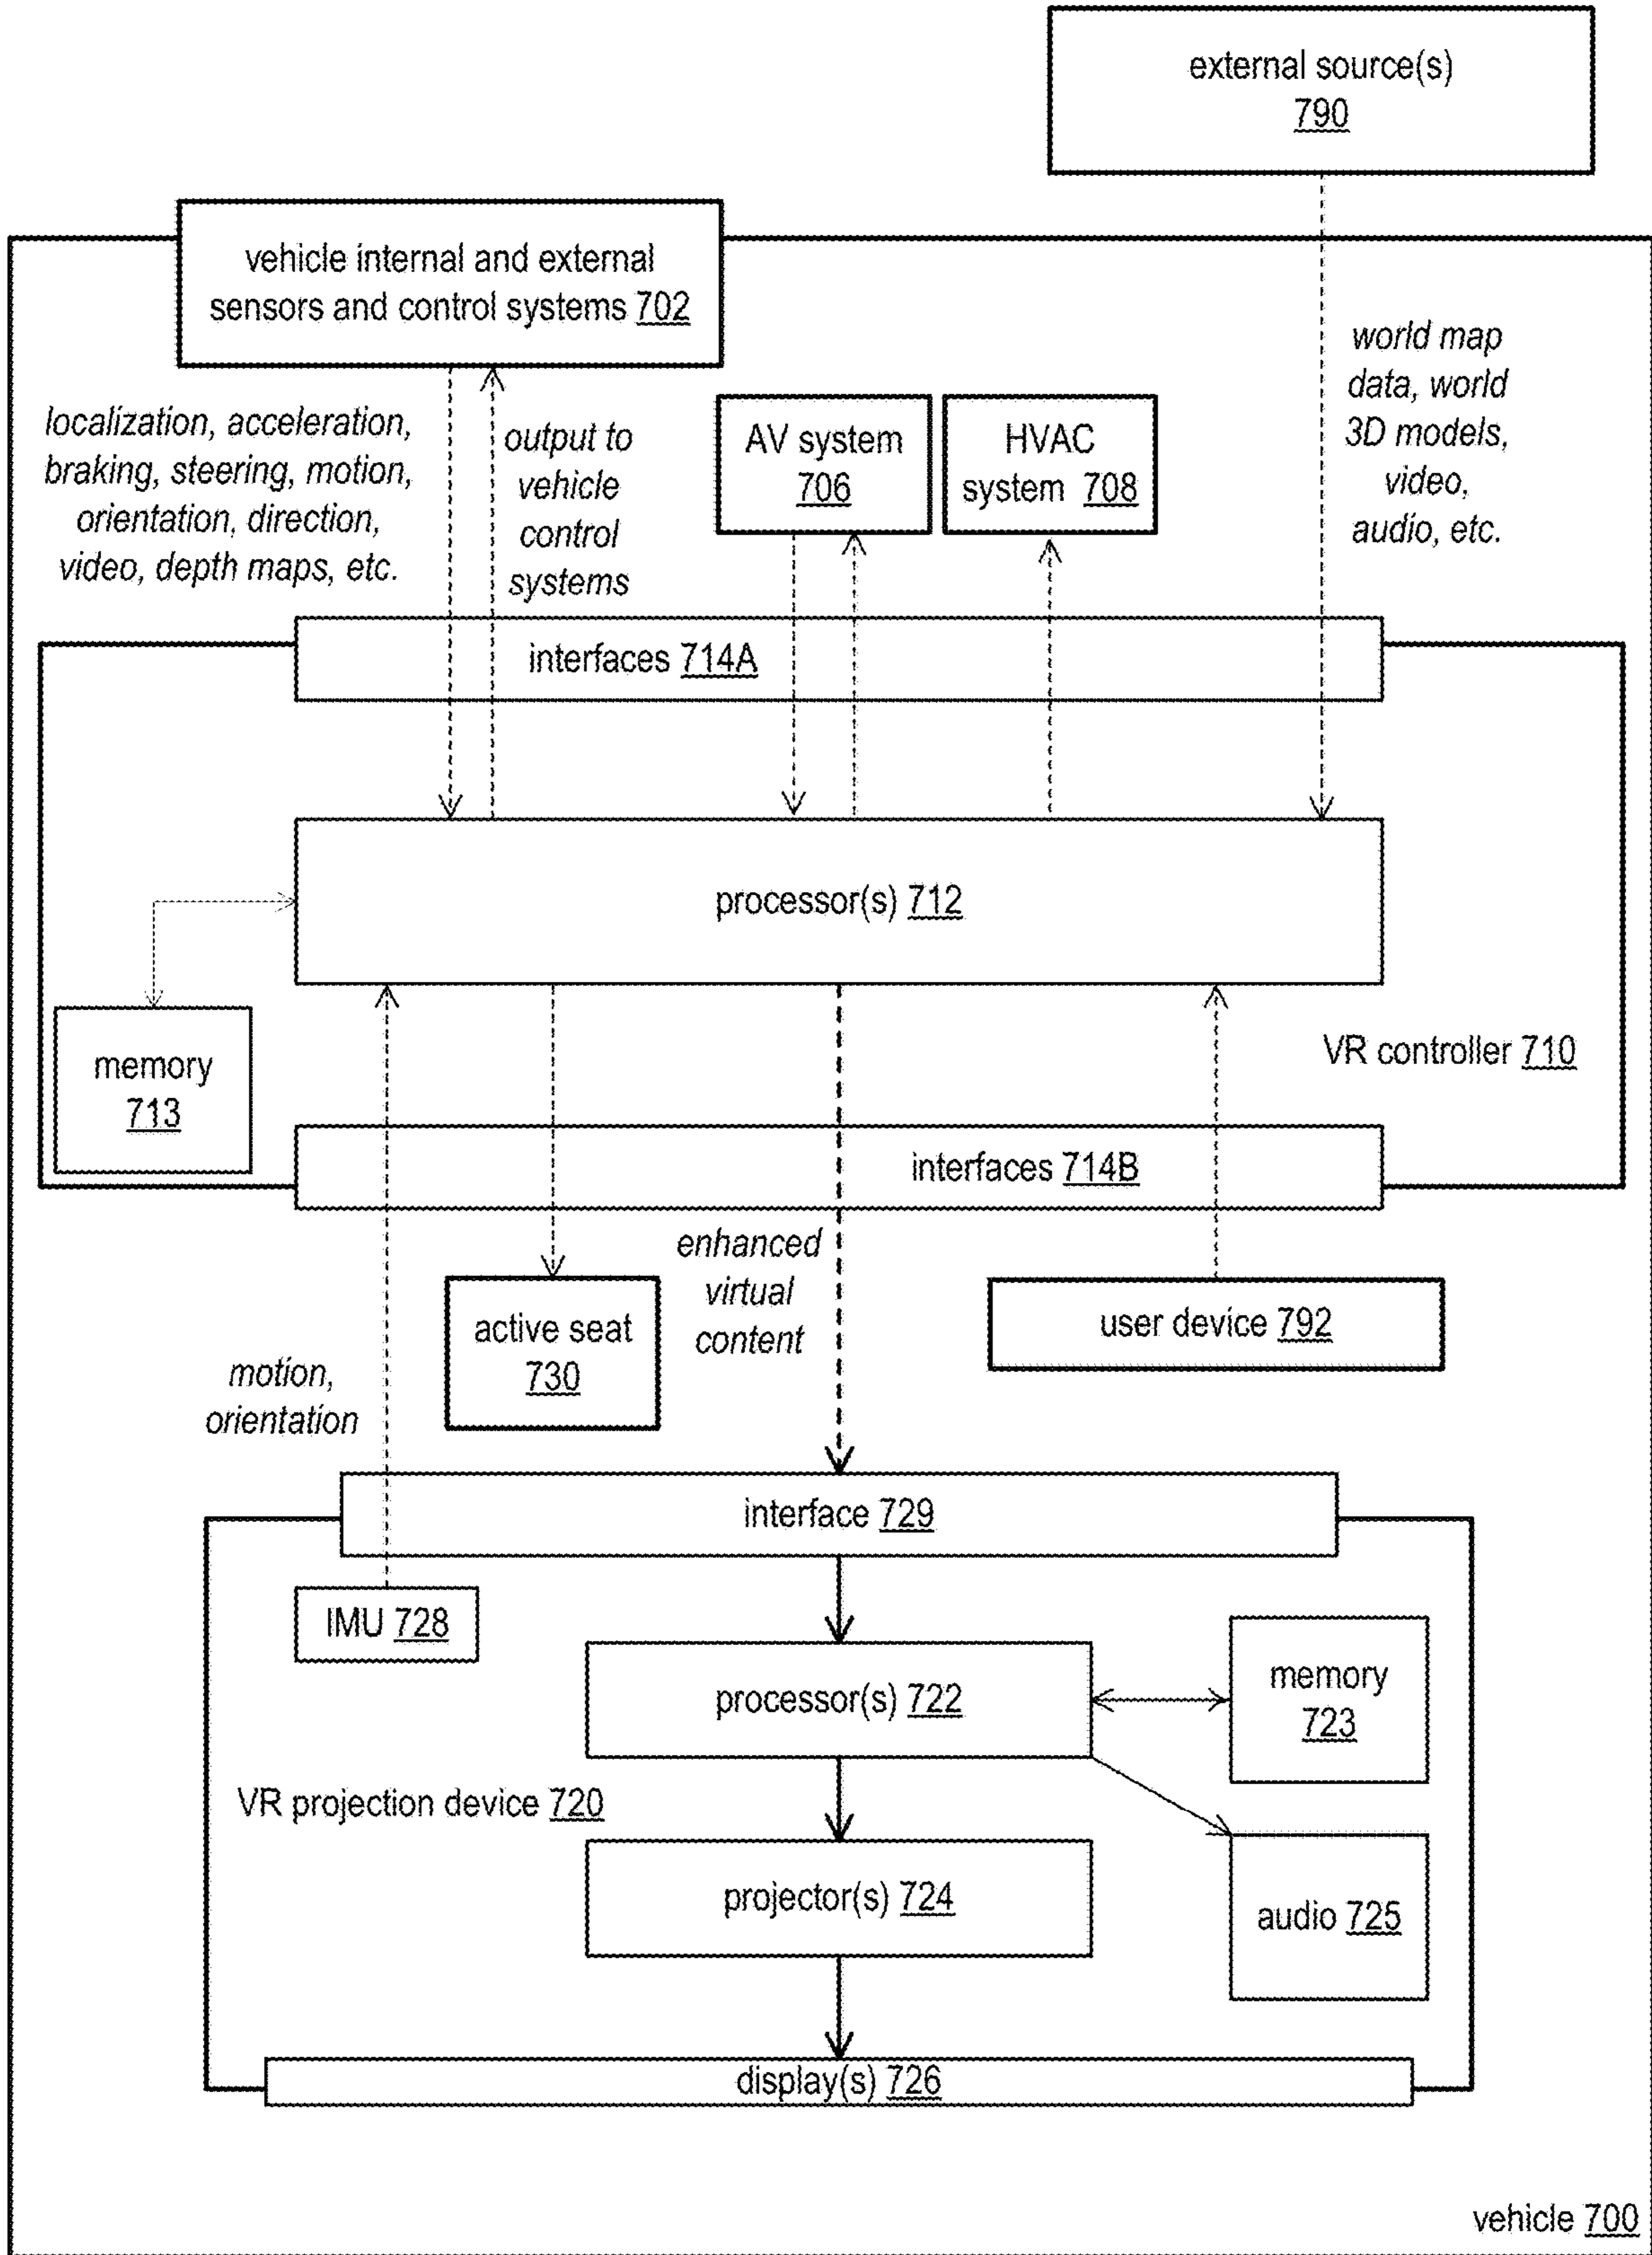 external source(s)
790
vehicle internal and external
sensors and control systems 702
world map
data, world
3D models,
video,
audio, etc.
localization, acceleration,
braking, steering, motion,
orientation, direction,
video, depth maps, etc.
output to
vehicle
control
systems
AV system
706
HVAC
system 708
interfaces 714A
processor(s) 712
memory
713
VR controller 710
interfaces 714B
enhanced
virtual
content
active seat
730
user device 792
motion,
orientation
interface 729
IMU 728
processor(s) 722
memory
723
VR projection device 720
projector(s) 724
audio 725
display(s) 726
vehicle 700